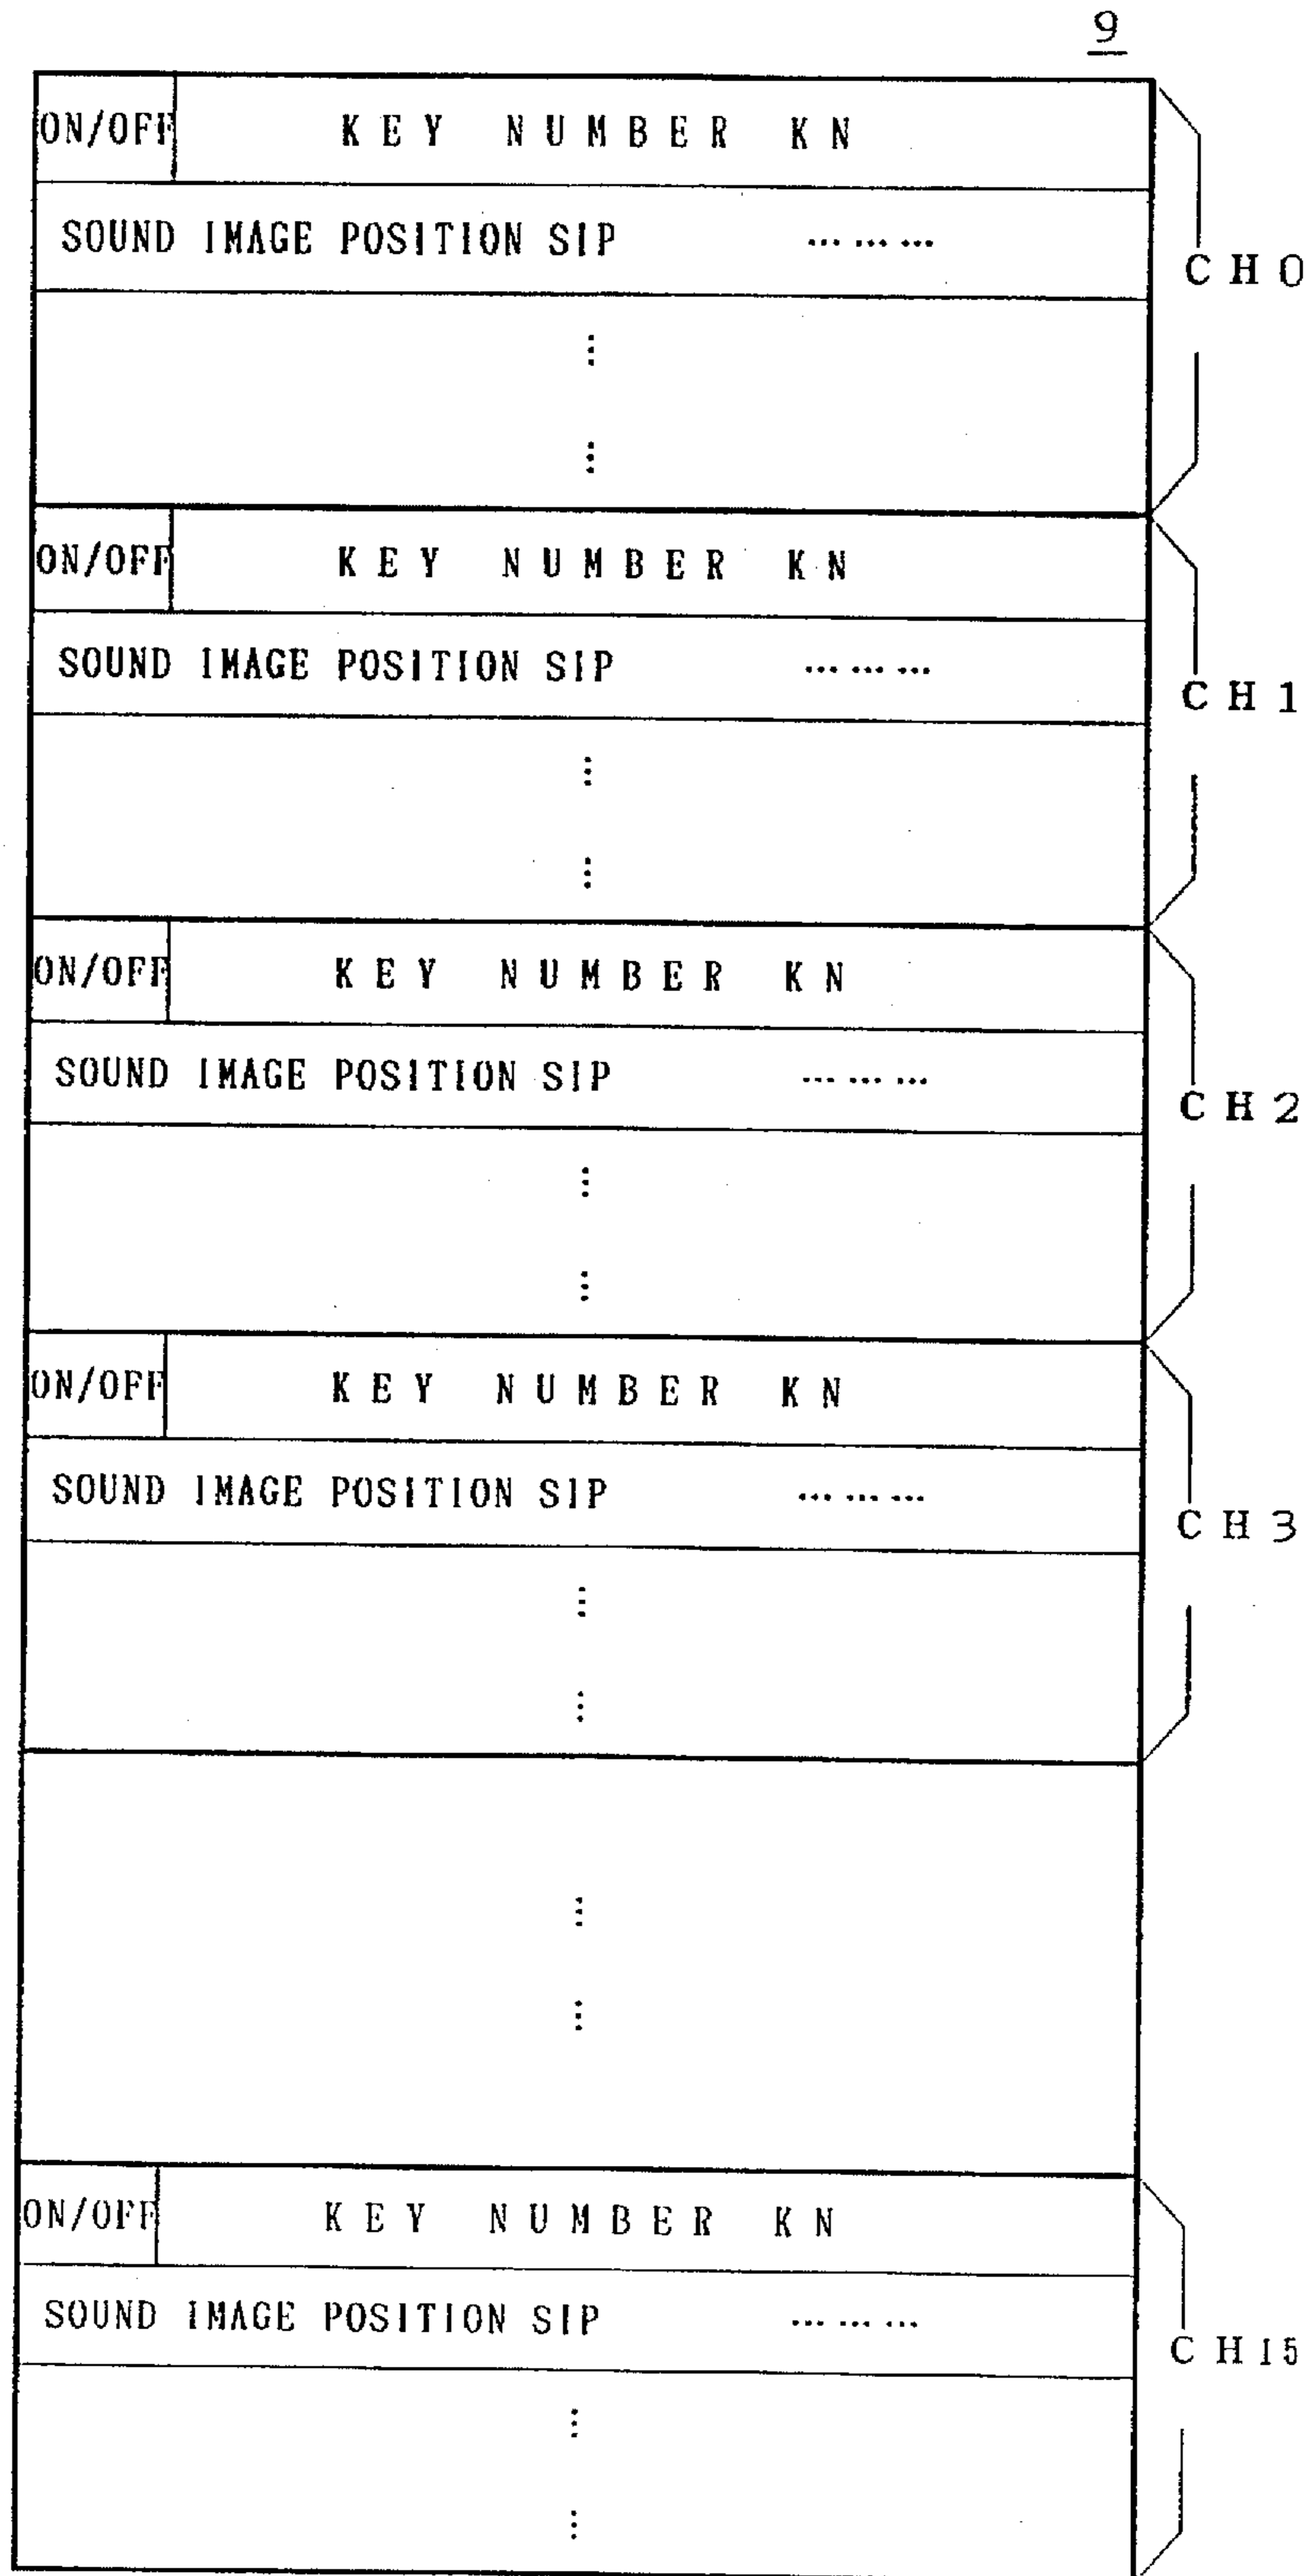 9
ON/OFF KEY NUMBER KN
SOUND IMAGE POSITION SIP ………
CH0
ON/OFF KEY NUMBER KN
SOUND IMAGE POSITION SIP ………
CH1
ON/OFF KEY NUMBER KN
SOUND IMAGE POSITION SIP ………
CH2
ON/OFF KEY NUMBER KN
SOUND IMAGE POSITION SIP ………
CH3
ON/OFF KEY NUMBER KN
SOUND IMAGE POSITION SIP ………
CH15